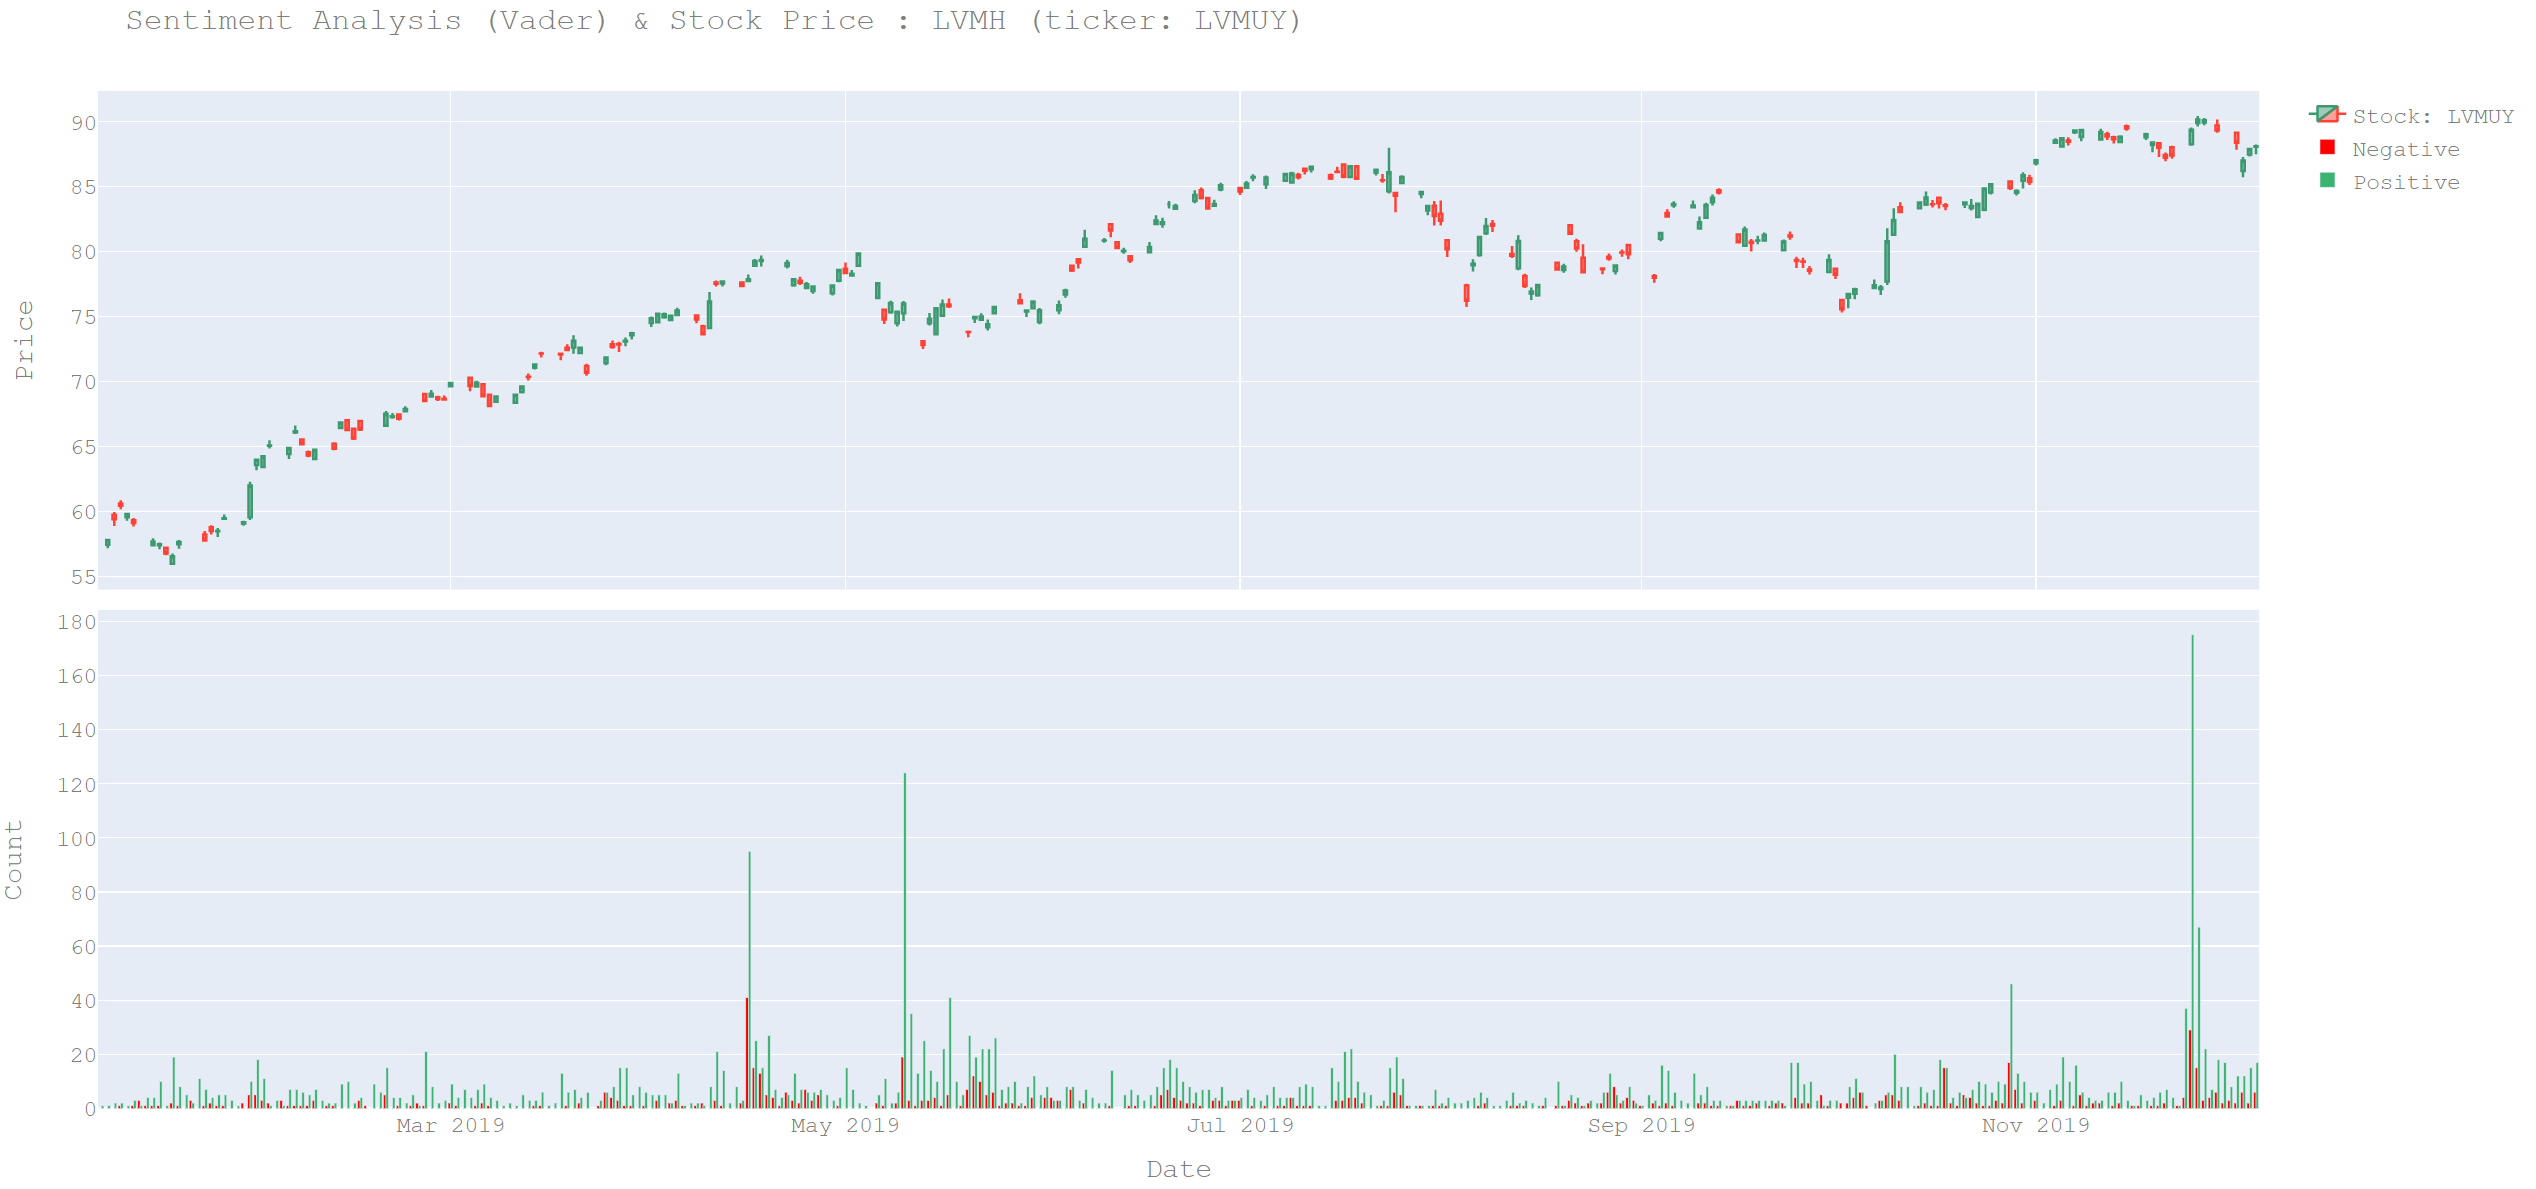 Sentiment Analysis (Vader) & Stock Price : LVMH (ticker: LVMUY)
Stock: LVMUY
Negative
Positive
Price
90
85
80
75
70
65
60
55
Count
180
160
140
120
100
80
60
40
20
0
Mar 2019 May 2019 Jul 2019 Sep 2019 Nov 2019
Date